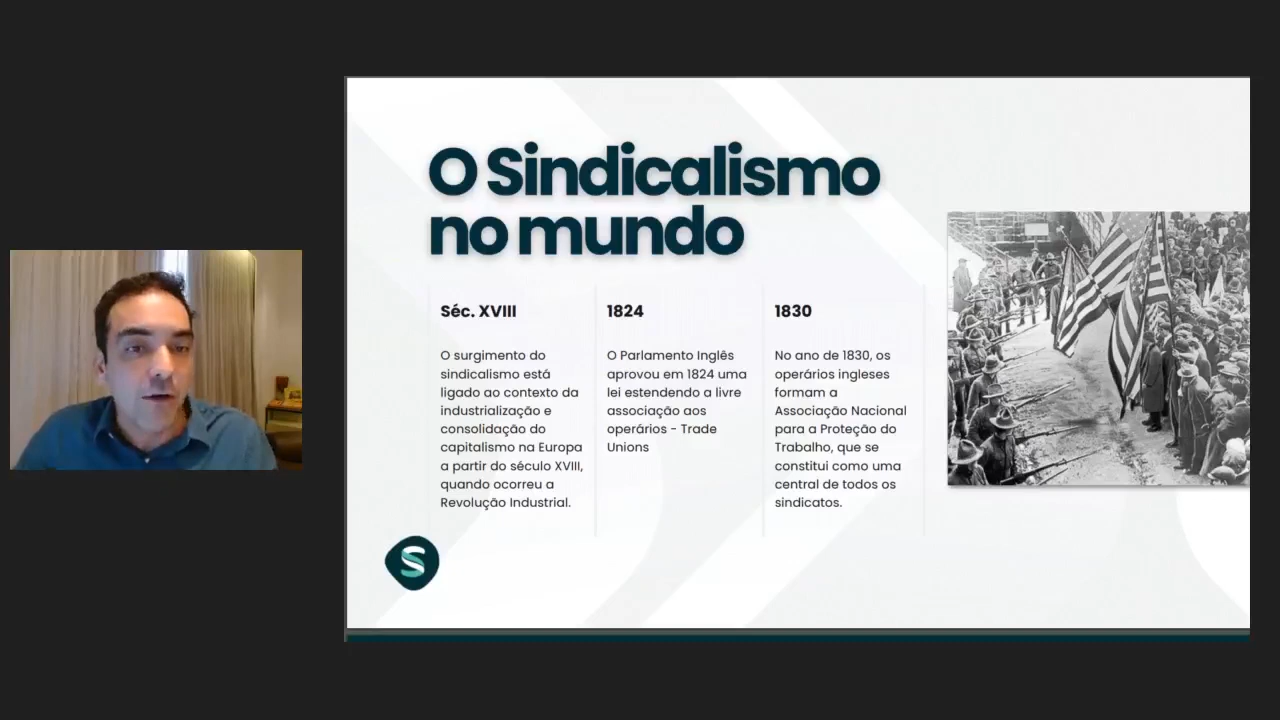 O Sindicalismo
no mundo
Séc. XVIII
O surgimento do
sindicalismo está
ligado ao contexto da
industrialização e
consolidação do
capitalismo na Europa
a partir do século XVIII,
quando ocorreu a
Revolução Industrial.
1824
O Parlamento Inglês
aprovou em 1824 uma
lei estendendo a livre
associação aos
operários - Trade
Unions
1830
No ano de 1830, os
operários ingleses
formam a
Associação Nacional
para a Proteção do
Trabalho, que se
constitui como uma
central de todos os
sindicatos.
S